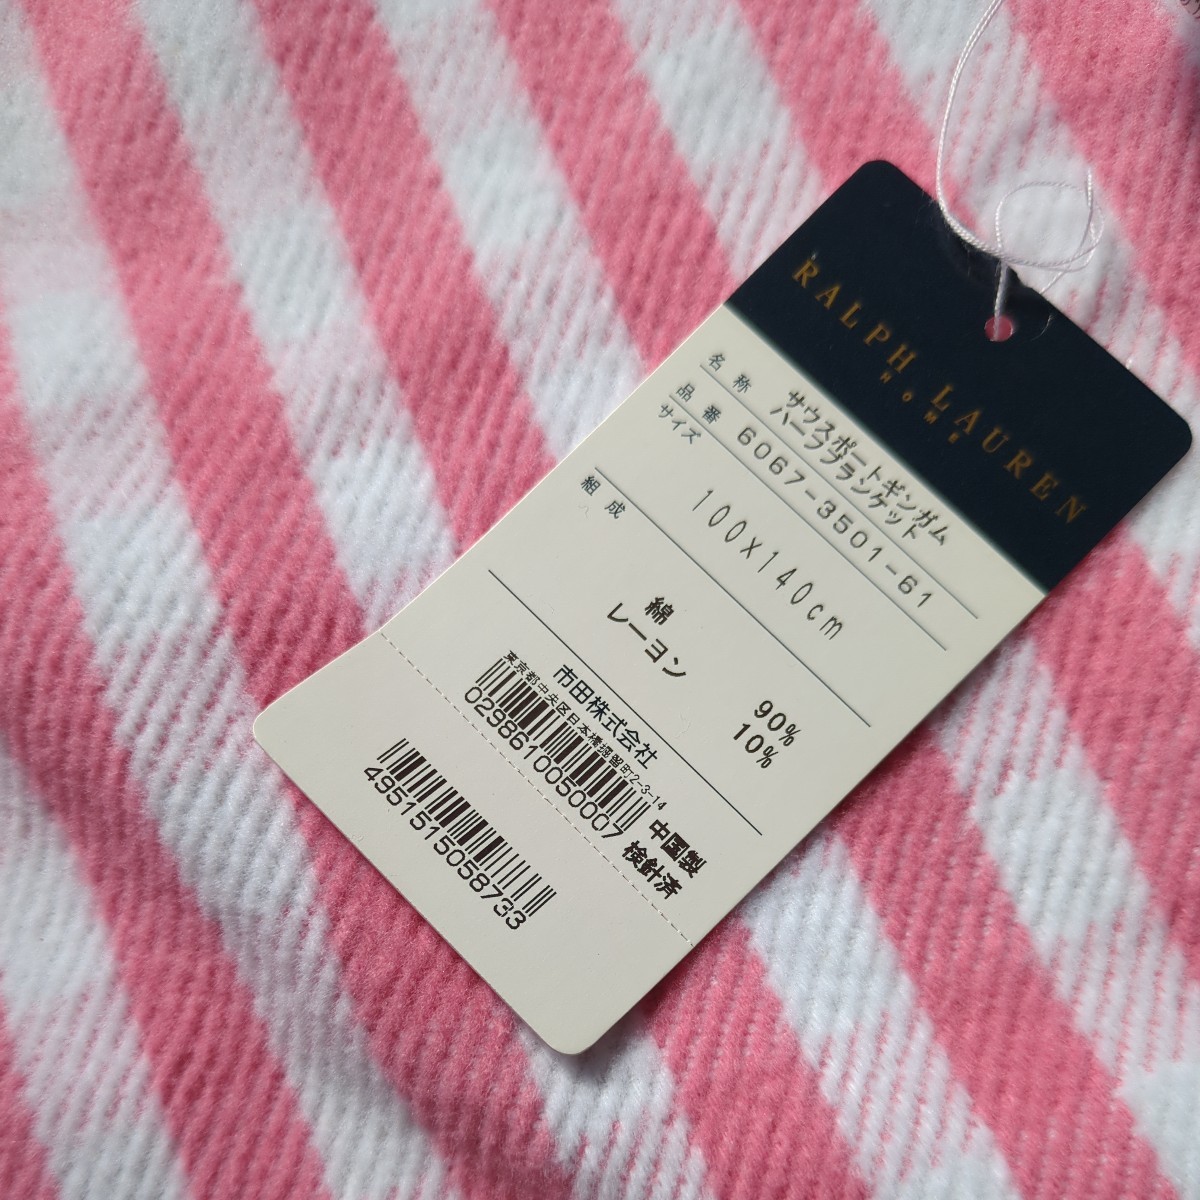 RALPH LAUREN
HOME
名称 サウスポートギンガム
ハーフブランケット
品番 6067-3501-61
サイズ
100x140cm
組成
綿 90%
レーヨン 10%
市田株式会社
東京都中央区日本橋堀留町2-3-14
0298610050007
中国製
検針済
4951515058733